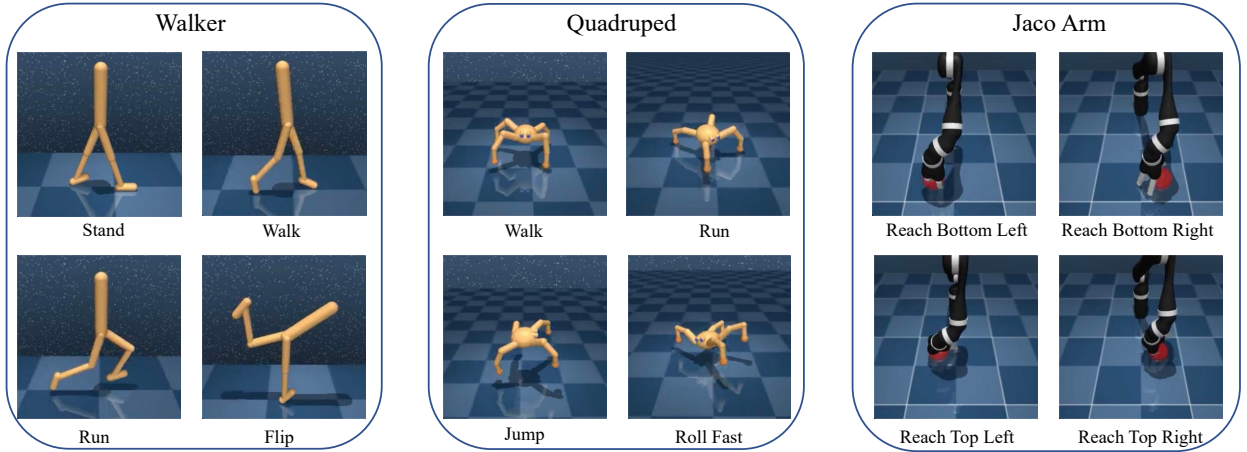 Walker
Stand
Walk
Run
Flip
Quadruped
Walk
Run
Jump
Roll Fast
Jaco Arm
Reach Bottom Left
Reach Bottom Right
Reach Top Left
Reach Top Right